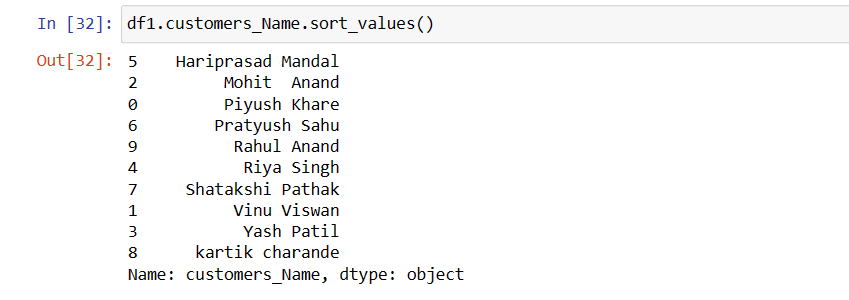 In [32]: df1.customers_Name.sort_values()
Out[32]: 5    Hariprasad Mandal
2         Mohit  Anand
0         Piyush Khare
6        Pratyush Sahu
9          Rahul Anand
4           Riya Singh
7     Shatakshi Pathak
1          Vinu Viswan
3           Yash Patil
8      kartik charande
Name: customers_Name, dtype: object